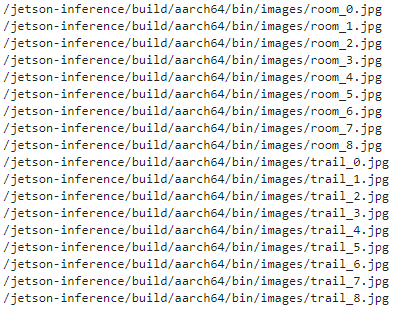 /jetson-inference/build/aarch64/bin/images/room_0.jpg
/jetson-inference/build/aarch64/bin/images/room_1.jpg
/jetson-inference/build/aarch64/bin/images/room_2.jpg
/jetson-inference/build/aarch64/bin/images/room_3.jpg
/jetson-inference/build/aarch64/bin/images/room_4.jpg
/jetson-inference/build/aarch64/bin/images/room_5.jpg
/jetson-inference/build/aarch64/bin/images/room_6.jpg
/jetson-inference/build/aarch64/bin/images/room_7.jpg
/jetson-inference/build/aarch64/bin/images/room_8.jpg
/jetson-inference/build/aarch64/bin/images/trail_0.jpg
/jetson-inference/build/aarch64/bin/images/trail_1.jpg
/jetson-inference/build/aarch64/bin/images/trail_2.jpg
/jetson-inference/build/aarch64/bin/images/trail_3.jpg
/jetson-inference/build/aarch64/bin/images/trail_4.jpg
/jetson-inference/build/aarch64/bin/images/trail_5.jpg
/jetson-inference/build/aarch64/bin/images/trail_6.jpg
/jetson-inference/build/aarch64/bin/images/trail_7.jpg
/jetson-inference/build/aarch64/bin/images/trail_8.jpg